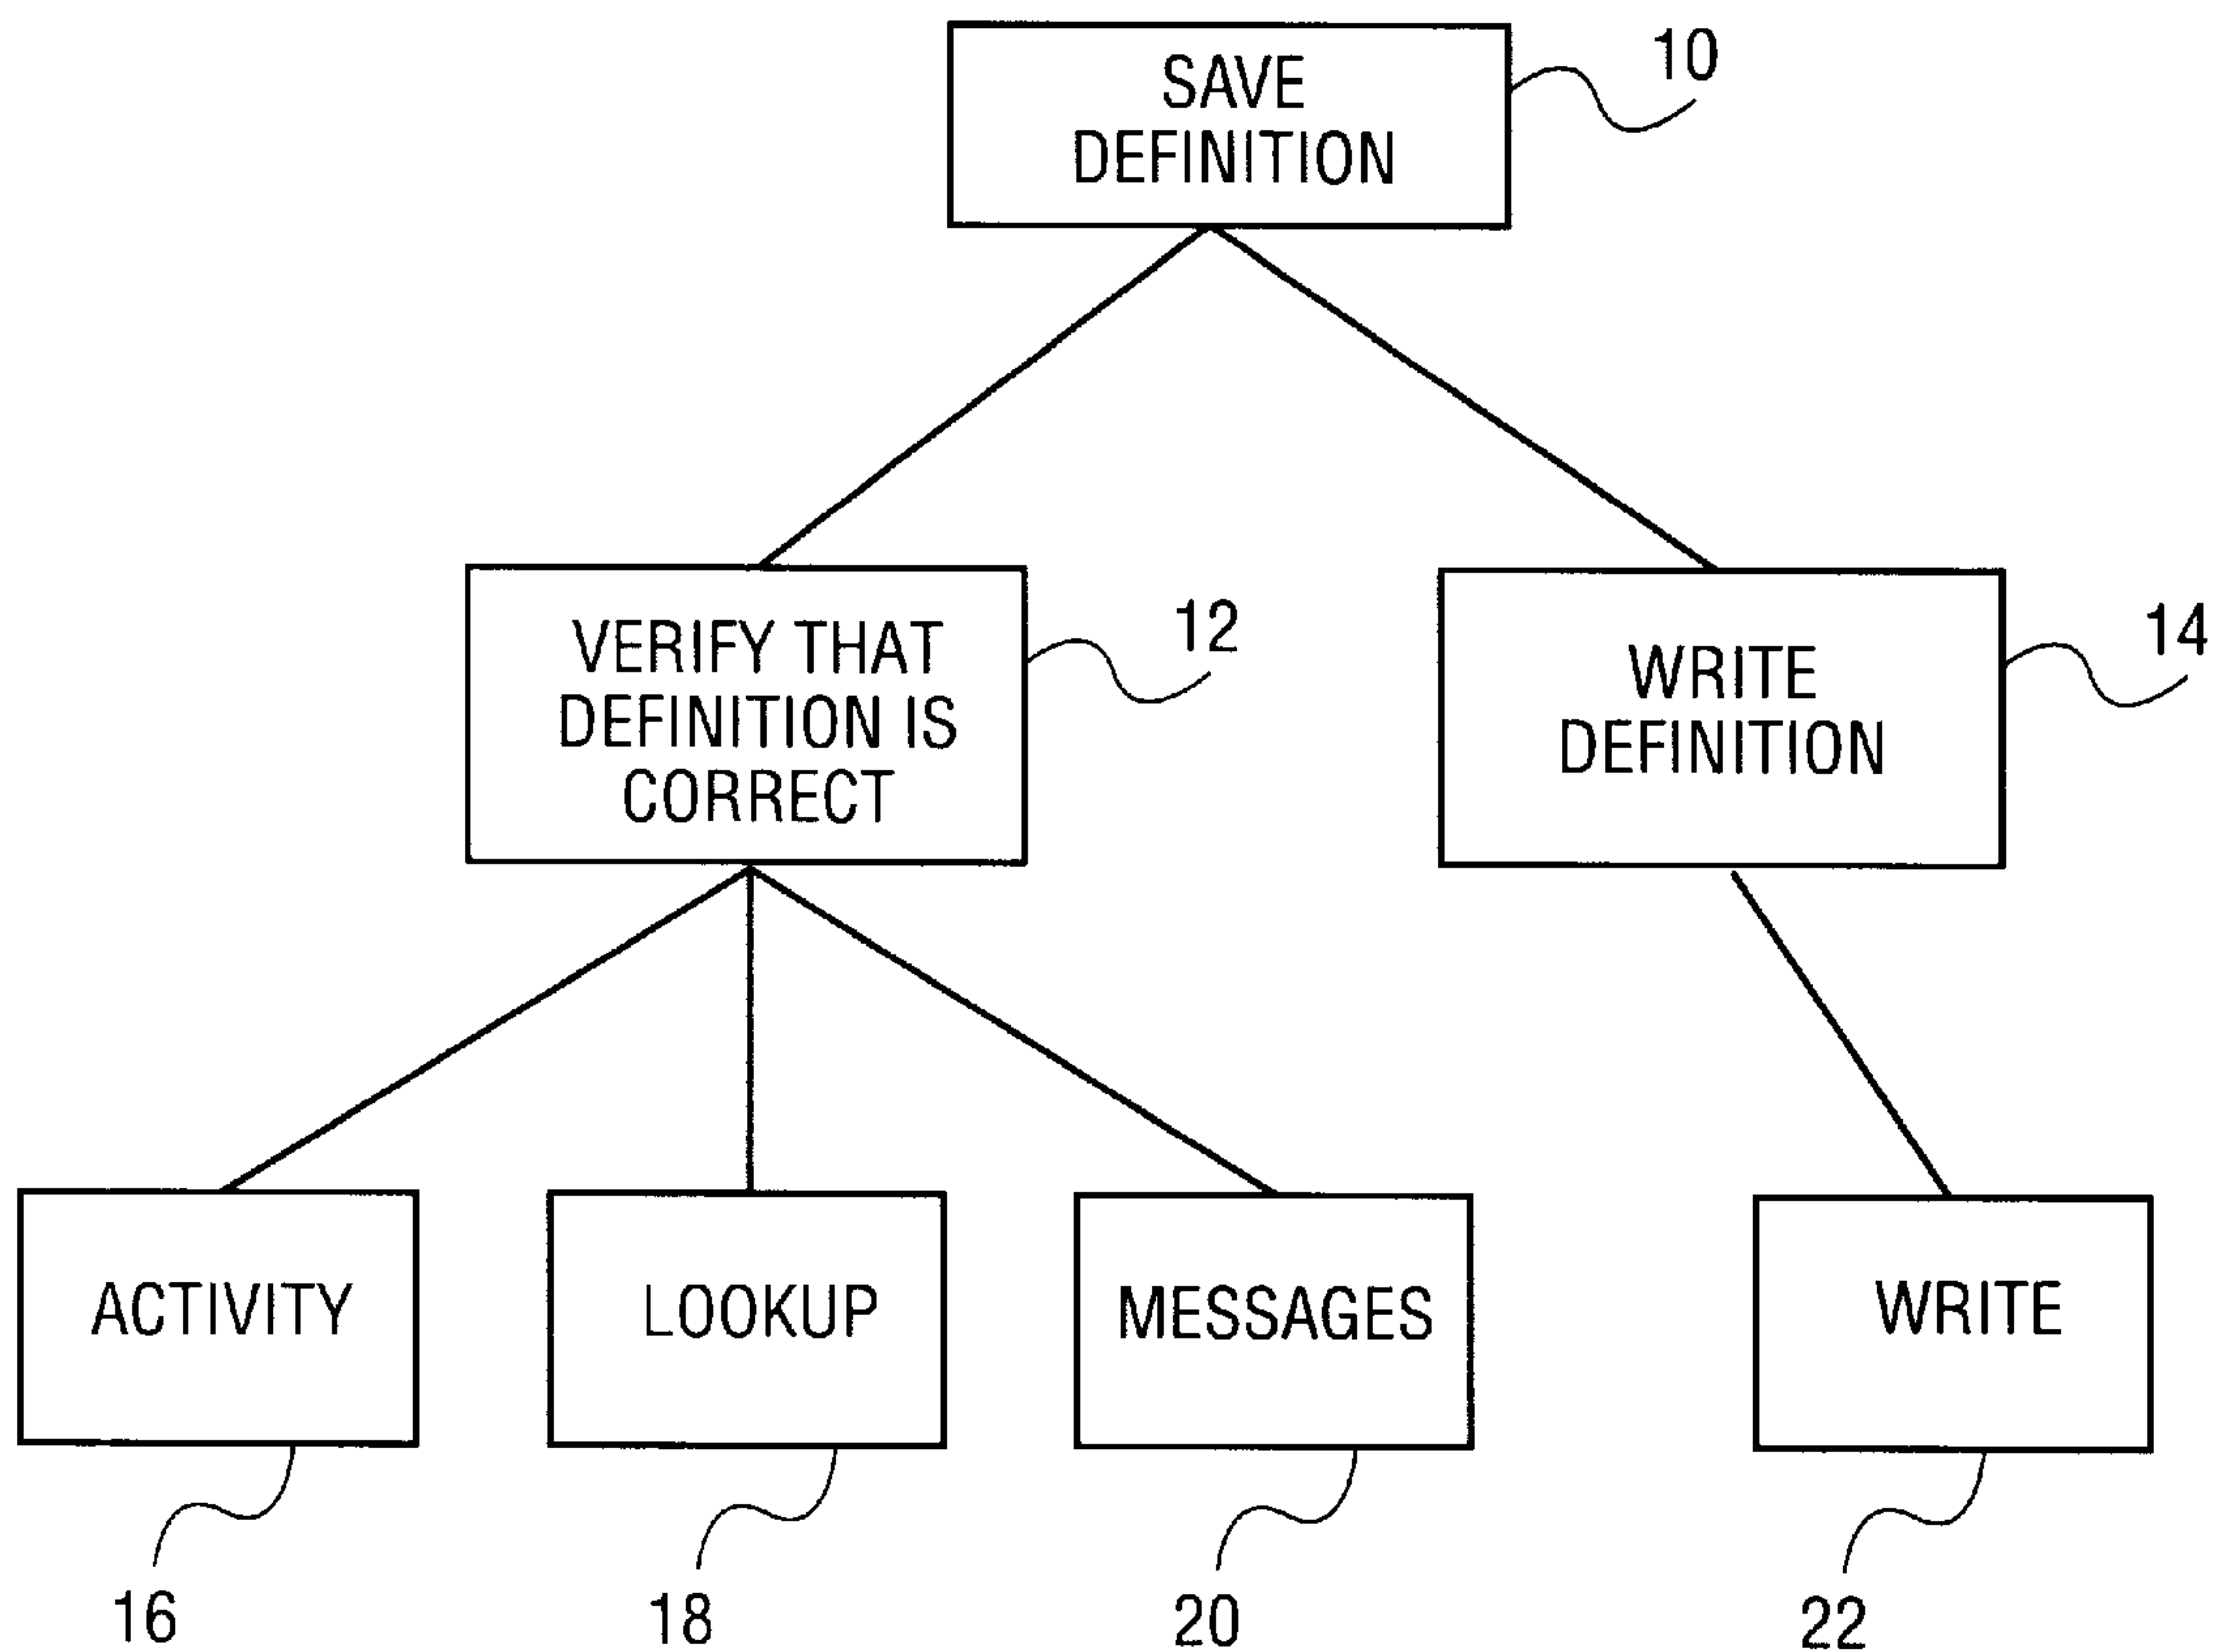 SAVE
DEFINITION
10
VERIFY THAT
DEFINITION IS
CORRECT
12
WRITE
DEFINITION
14
ACTIVITY
LOOKUP
MESSAGES
WRITE
16
18
20
22